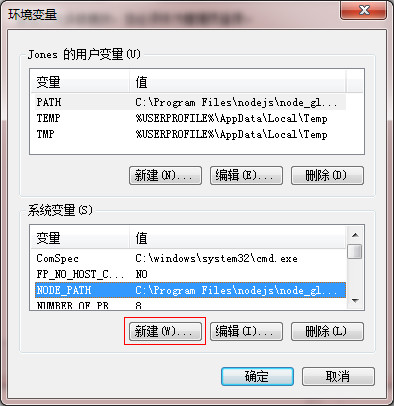 环境变量
Jones 的用户变量(U)
变量 值
PATH C:\Program Files\nodejs\node_gl...
TEMP %USERPROFILE%\AppData\Local\Temp
TMP %USERPROFILE%\AppData\Local\Temp
新建(N)... 编辑(E)... 删除(D)
系统变量(S)
变量 值
ComSpec C:\windows\system32\cmd.exe
FP_NO_HOST_C... NO
NODE_PATH C:\Program Files\nodejs\node_gl...
NUMBER_OF_PR... 8
新建(W)... 编辑(I)... 删除(L)
确定 取消